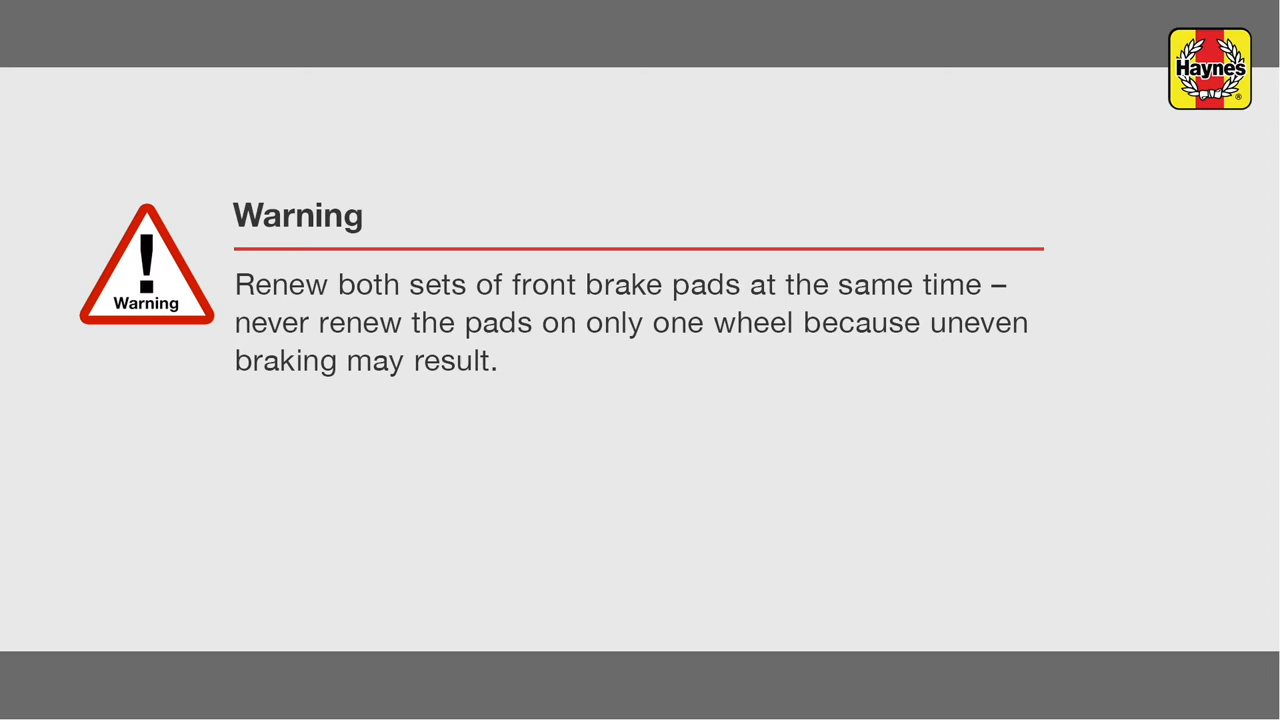 Haynes
®
Warning
Warning
Renew both sets of front brake pads at the same time –
never renew the pads on only one wheel because uneven
braking may result.